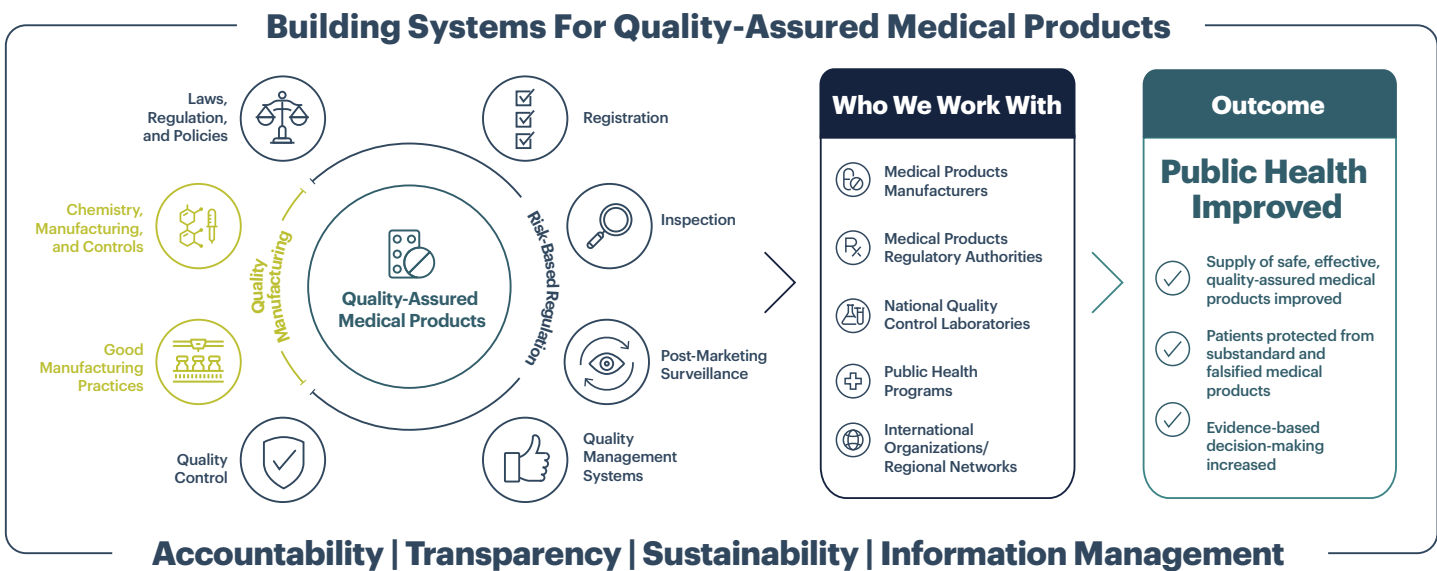 Building Systems For Quality-Assured Medical Products
Laws,
Regulation,
and Policies
Chemistry,
Manufacturing,
and Controls
Good
Manufacturing
Practices
Quality
Control
Quality
Manufacturing
Quality-Assured
Medical Products
Risk-Based Regulation
Registration
Inspection
Post-Marketing
Surveillance
Quality
Management
Systems
Who We Work With
Medical Products
Manufacturers
Rx
Medical Products
Regulatory Authorities
National Quality
Control Laboratories
Public Health
Programs
International
Organizations/
Regional Networks
Outcome
Public Health
Improved
Supply of safe, effective,
quality-assured medical
products improved
Patients protected from
substandard and
falsified medical
products
Evidence-based
decision-making
increased
Accountability | Transparency | Sustainability | Information Management